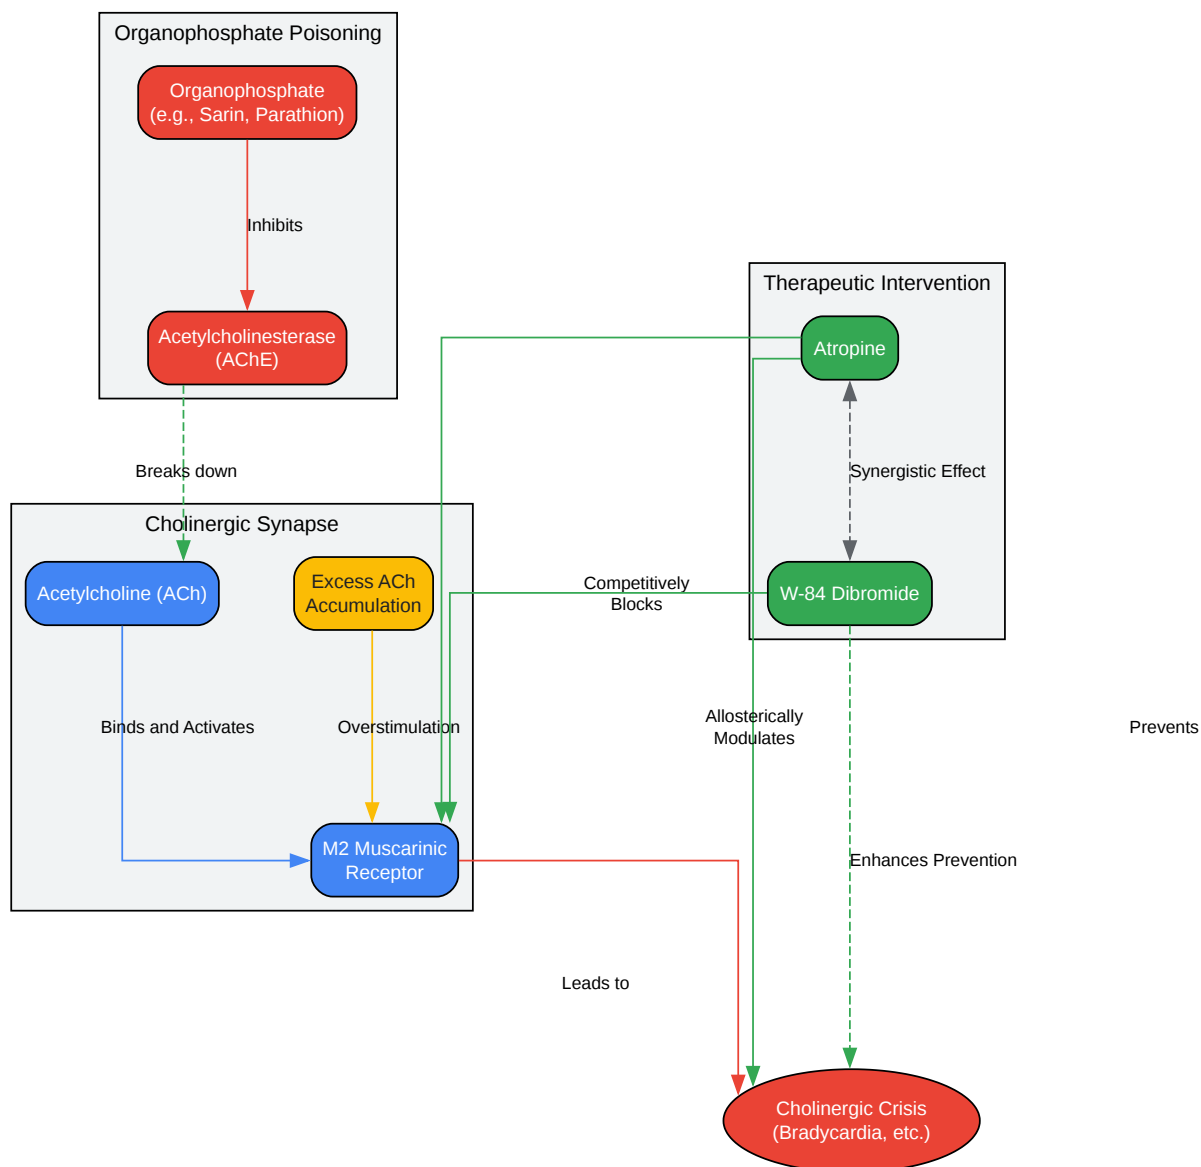 Organophosphate Poisoning
Organophosphate
(e.g., Sarin, Parathion)
Inhibits
Acetylcholinesterase
(AChE)
Breaks down
Therapeutic Intervention
Atropine
Synergistic Effect
W-84 Dibromide
Cholinergic Synapse
Acetylcholine (ACh)
Excess ACh
Accumulation
Competitively
Blocks
Binds and Activates
Overstimulation
Allosterically
Modulates
Prevents
M2 Muscarinic
Receptor
Enhances Prevention
Leads to
Cholinergic Crisis
(Bradycardia, etc.)